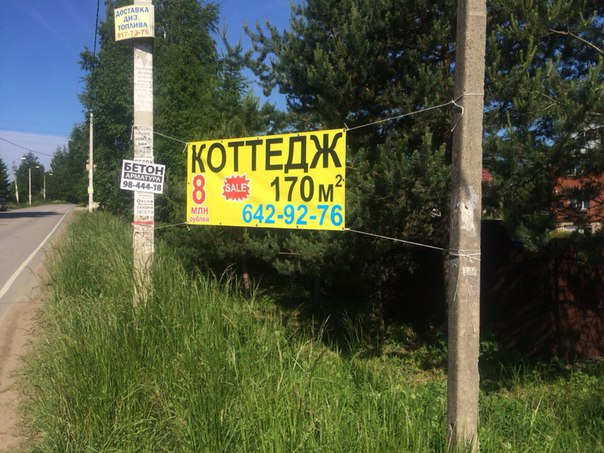 ДОСТАВКА
ДИЗ.
ТОПЛИВА
917-73-76
БЕТОН
АРМАТУРА
98-444-18
КОТТЕДЖ
8 SALE 170 м²
млн
рублей
642-92-76